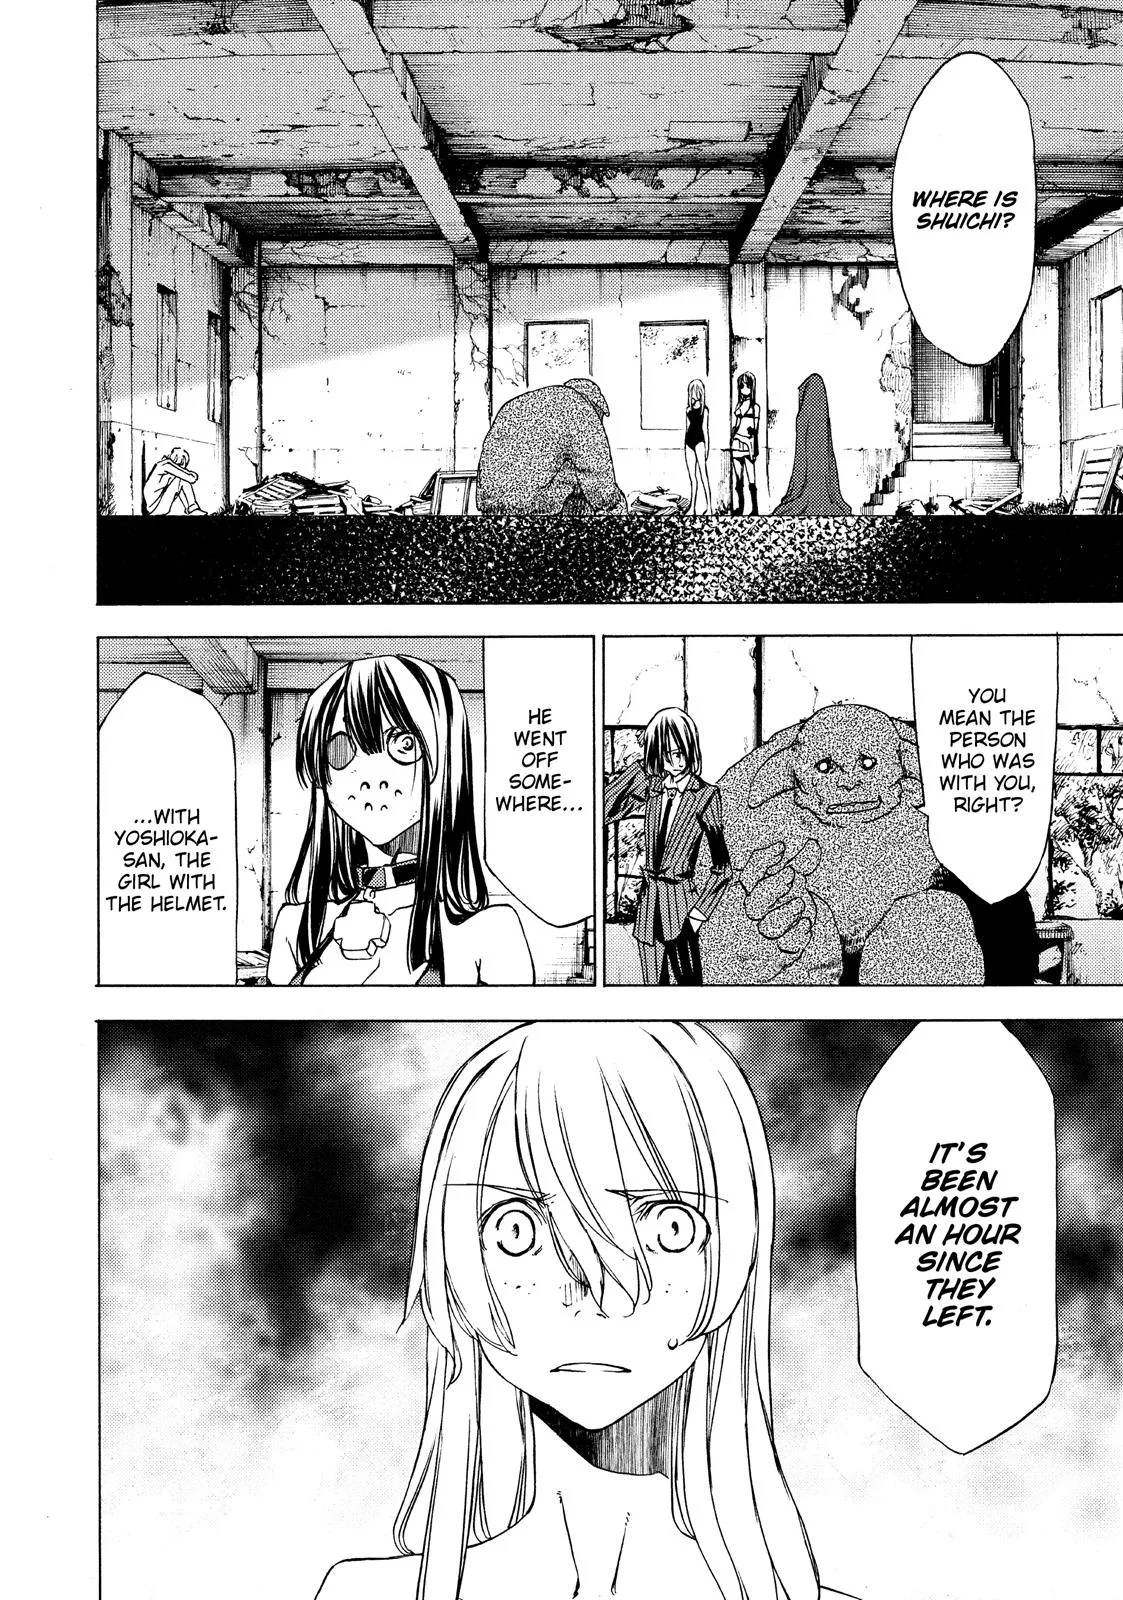 WHERE IS
SHUICHI?
YOU
MEAN THE
PERSON
WHO WAS
WITH YOU,
RIGHT?
HE
WENT
OFF
SOME-
WHERE...
...WITH
YOSHIOKA-
SAN, THE
GIRL WITH
THE HELMET.
IT'S
BEEN
ALMOST
AN HOUR
SINCE
THEY
LEFT.